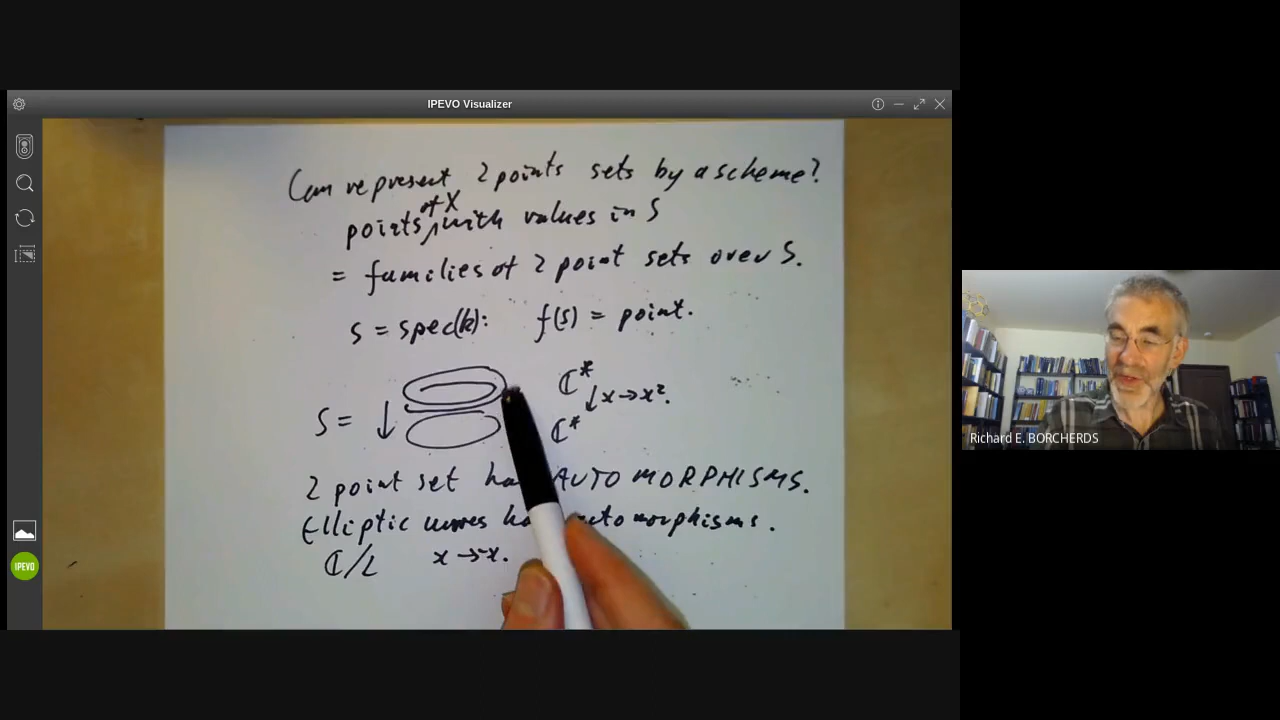 IPEVO Visualizer
Can represent 2 points sets by a scheme?
points of X, with values in S
= families of 2 point sets over S.
S = spec(k): f(S) = point.
S = ↓ ℂ* ↓ x→x². ℂ*
2 point set AUTOMORPHISMS.
Elliptic automorphisms.
ℂ/L x→-x.
Richard E. BORCHERDS
IPEVO